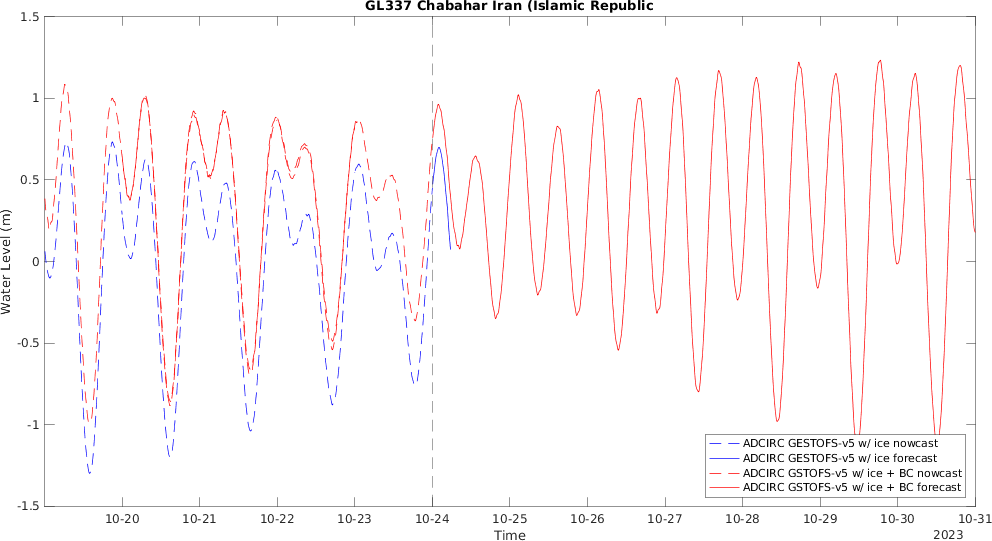 GL337 Chabahar Iran (Islamic Republic
1.5
1
0.5
0
-0.5
-1
-1.5
Water Level (m)
10-20
10-21
10-22
10-23
10-24
10-25
10-26
10-27
10-28
10-29
10-30
10-31
Time
2023
ADCIRC GESTOFS-v5 w/ ice nowcast
ADCIRC GESTOFS-v5 w/ ice forecast
ADCIRC GSTOFS-v5 w/ ice + BC nowcast
ADCIRC GSTOFS-v5 w/ ice + BC forecast